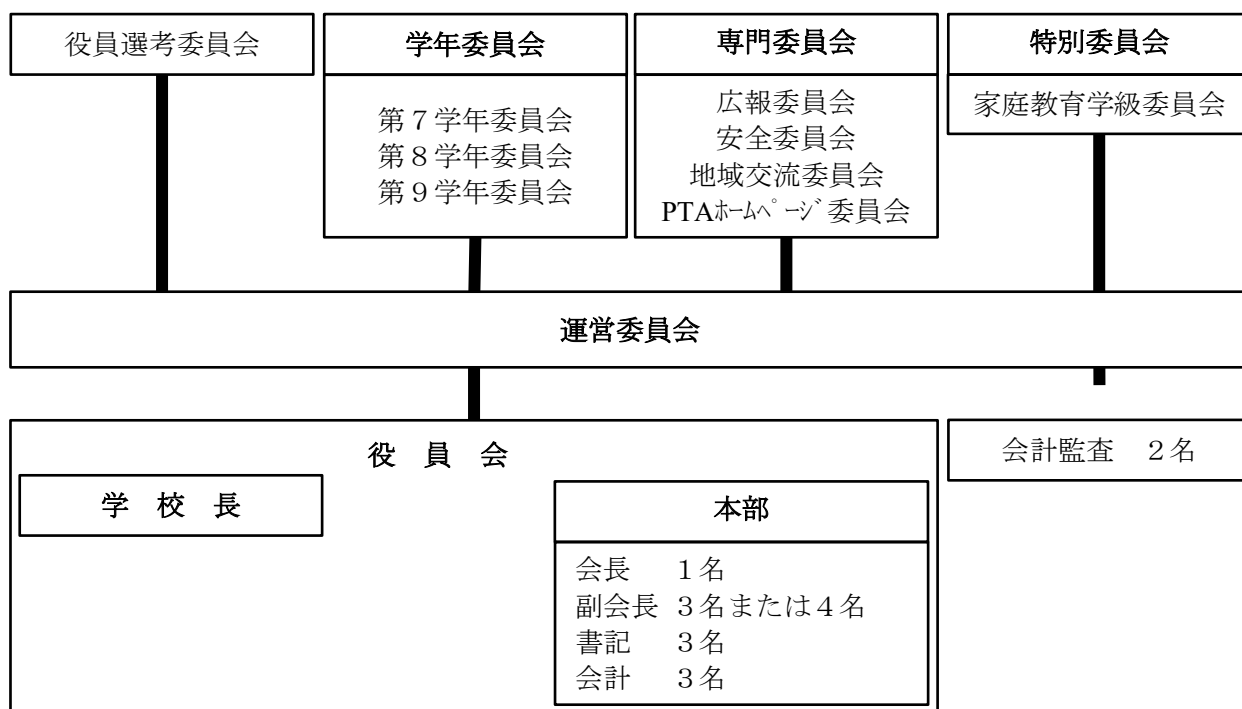 役員選考委員会
学年委員会
第７学年委員会
第８学年委員会
第９学年委員会
専門委員会
広報委員会
安全委員会
地域交流委員会
PTAﾎｰﾑﾍﾟｰｼﾞ委員会
特別委員会
家庭教育学級委員会
運営委員会
役　員　会
学　校　長
本部
会長　　１名
副会長　３名または４名
書記　　３名
会計　　３名
会計監査　２名